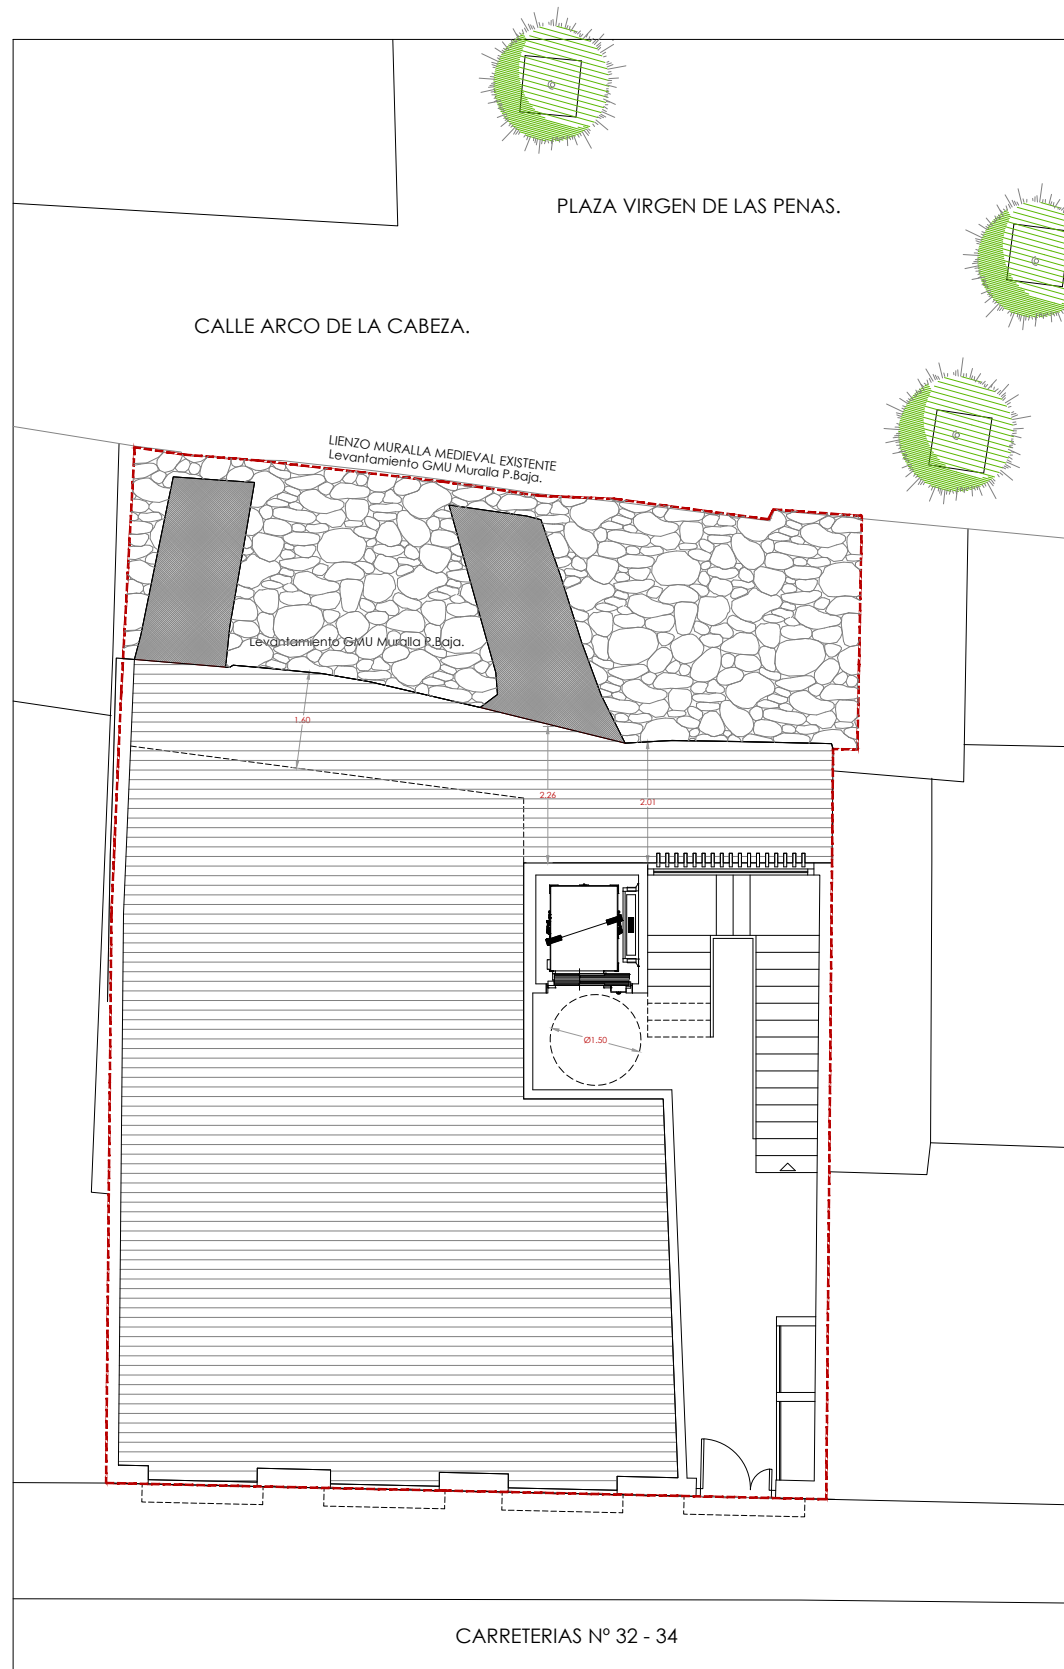 PLAZA VIRGEN DE LAS PENAS.
CALLE ARCO DE LA CABEZA.
LIENZO MURALLA MEDIEVAL EXISTENTE
Levantamiento GMU Muralla P.Baja.
Levantamiento GMU Muralla P.Baja.
1.60
2.26
2.01
Ø1.50
CARRETERIAS Nº 32 - 34